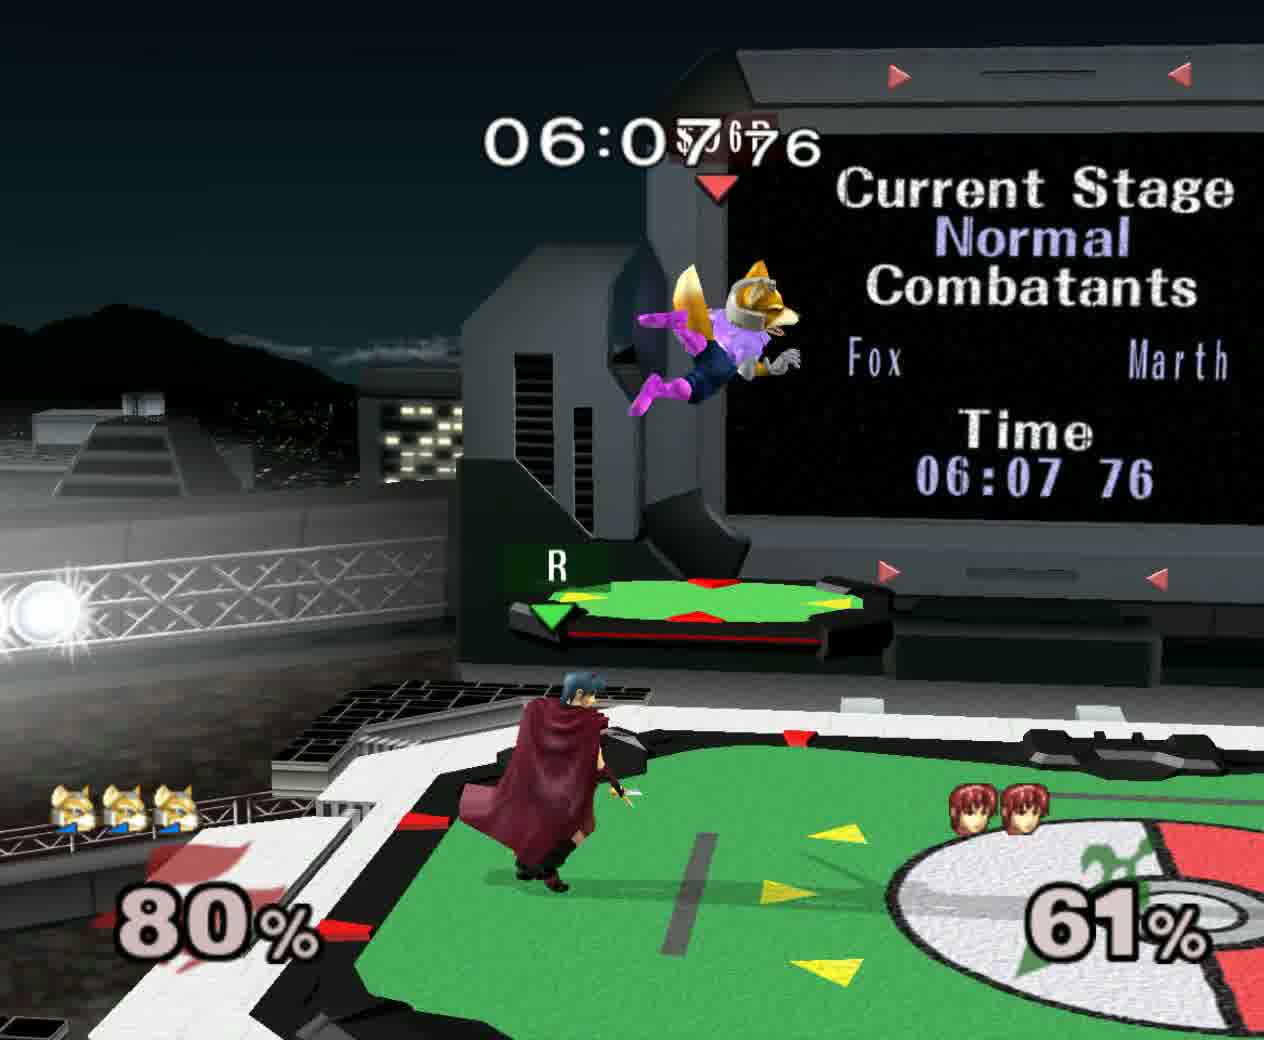 06:07 76
Current Stage
Normal
Combatants
Fox Marth
Time
06:07 76
R
80%
61%